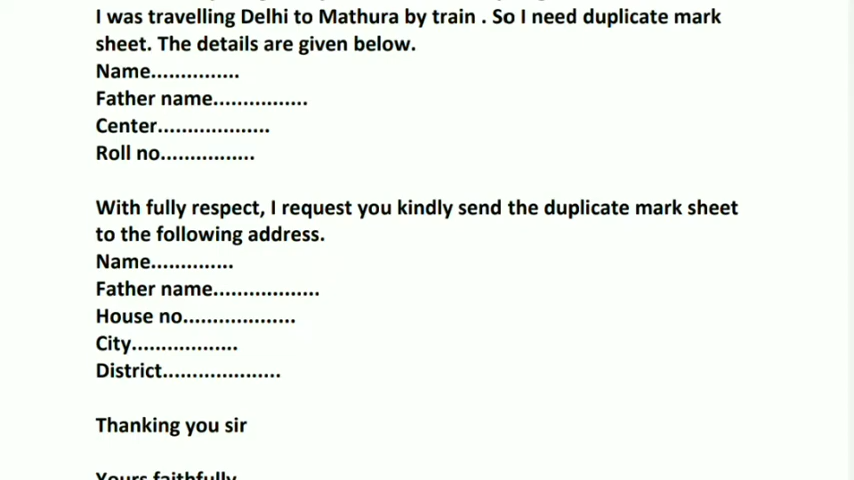 I was travelling Delhi to Mathura by train . So I need duplicate mark
sheet. The details are given below.
Name...............
Father name................
Center...................
Roll no................
With fully respect, I request you kindly send the duplicate mark sheet
to the following address.
Name..............
Father name..................
House no...................
City..................
District....................
Thanking you sir
Yours faithfully